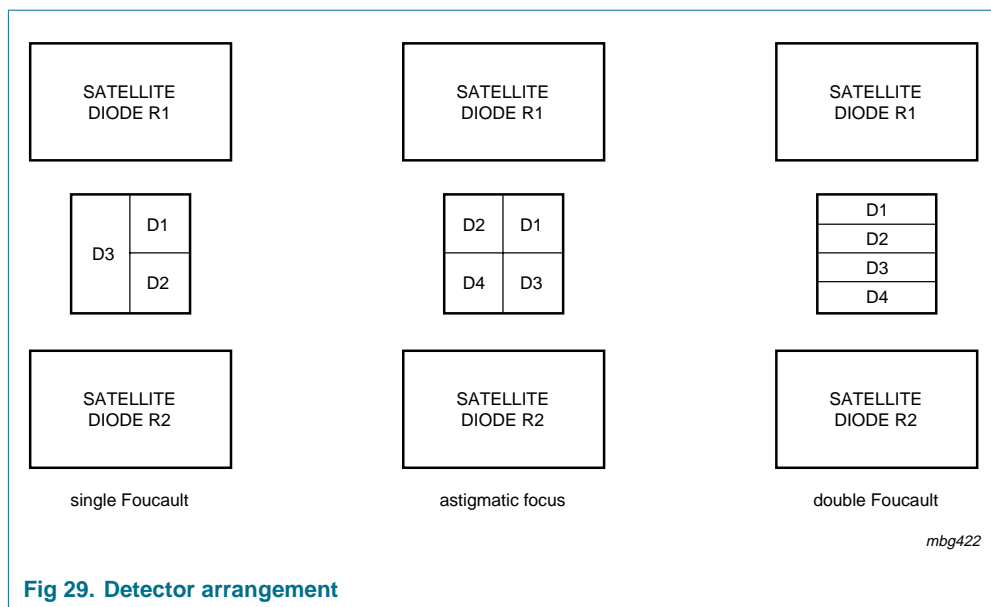 SATELLITE
DIODE R1
SATELLITE
DIODE R1
SATELLITE
DIODE R1
D3
D1
D2
D2
D1
D4
D3
D1
D2
D3
D4
SATELLITE
DIODE R2
SATELLITE
DIODE R2
SATELLITE
DIODE R2
single Foucault
astigmatic focus
double Foucault
mbg422
Fig 29. Detector arrangement